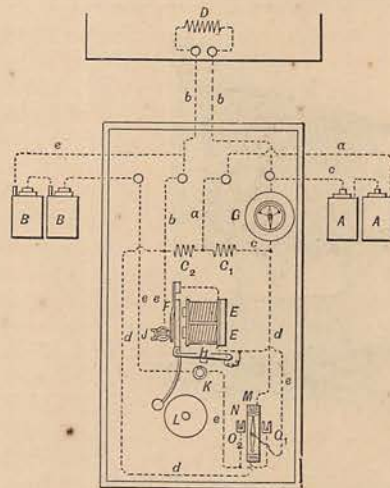 D
b b
e a
c
B B A A
G
b a
c
C2 C1
e e F
d J E d
E
H
K e
M
L N
e O2 O1
d